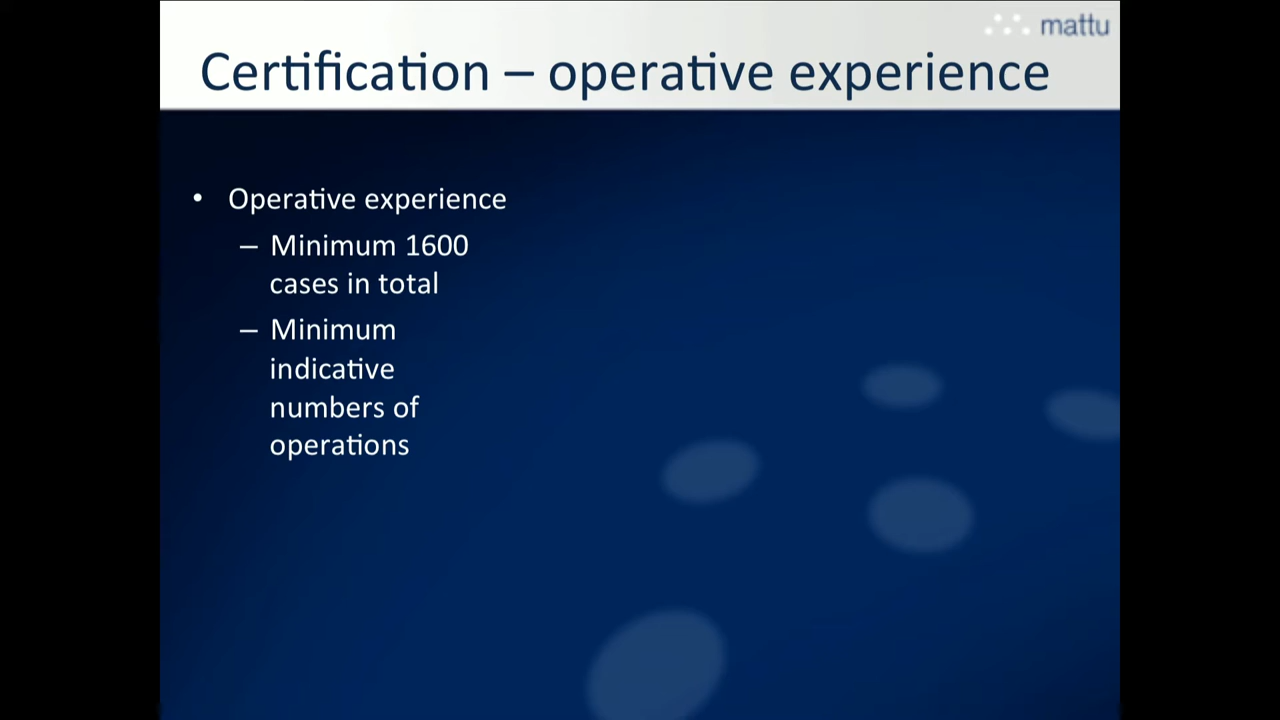 mattu
Certification – operative experience
• Operative experience
– Minimum 1600
cases in total
– Minimum
indicative
numbers of
operations